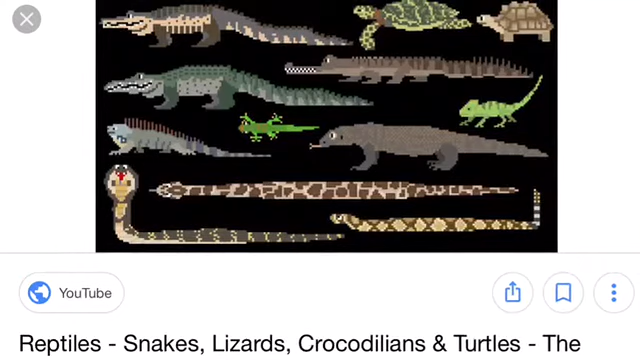 YouTube
Reptiles - Snakes, Lizards, Crocodilians & Turtles - The